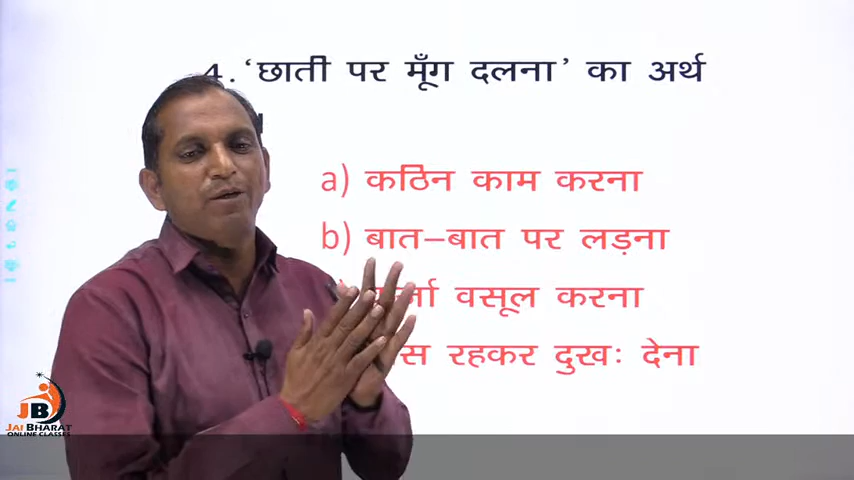 4. ‘छाती पर मूँग दलना’ का अर्थ
a) कठिन काम करना
b) बात–बात पर लड़ना
वसूल करना
रहकर दुखः देना
JB
JAI BHARAT
ONLINE CLASSES